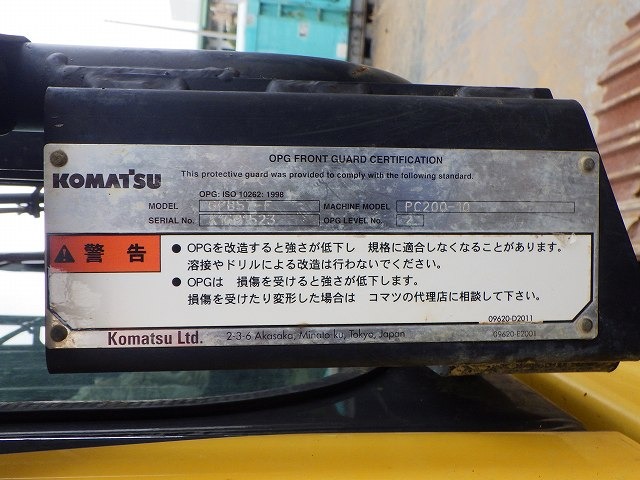 OPG FRONT GUARD CERTIFICATION
KOMATSU
This protective guard was provided to comply with the following standard.
OPG: ISO 10262: 1998
MODEL MACHINE MODEL PC200-10
SERIAL No. OPG LEVEL No. 2
警告
● OPGを改造すると強さが低下し 規格に適合しなくなることがあります。
溶接やドリルによる改造は行わないでください。
● OPGは 損傷を受けると強さが低下します。
損傷を受けたり変形した場合は コマツの代理店に相談して下さい。
09620-D2011
Komatsu Ltd. 2-3-6 Akasaka, Minato-ku, Tokyo, Japan
09620-E2001